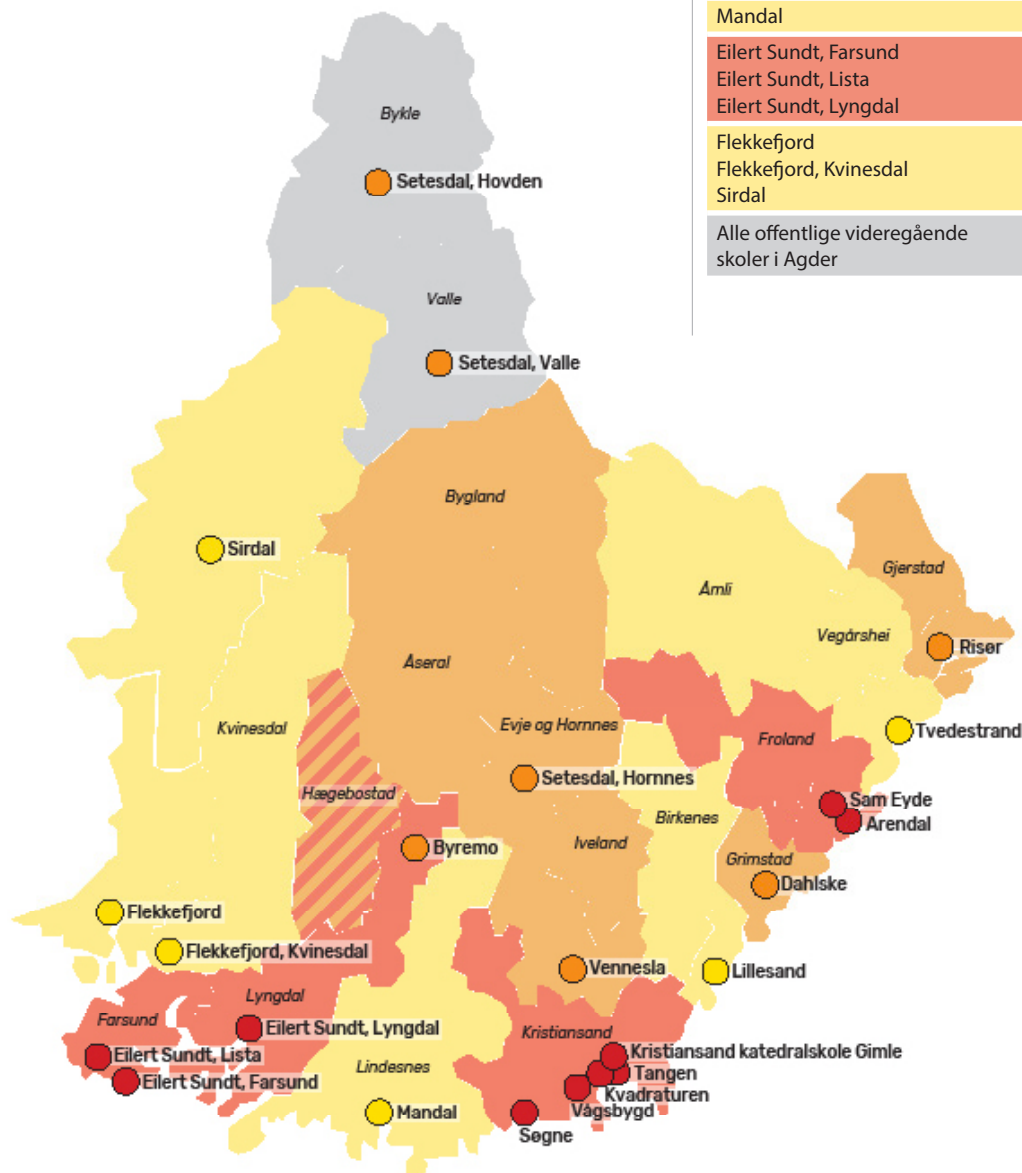 Mandal
Eilert Sundt, Farsund
Eilert Sundt, Lista
Eilert Sundt, Lyngdal
Flekkefjord
Flekkefjord, Kvinesdal
Sirdal
Alle offentlige videregående
skoler i Agder
Bykle
Setesdal, Hovden
Valle
Setesdal, Valle
Bygland
Sirdal
Gjerstad
Åmli
Vegårshei
Risør
Åseral
Kvinesdal
Evje og Hornnes
Froland
Tvedestrand
Setesdal, Hornnes
Hægebostad
Sam Eyde
Birkenes
Arendal
Byremo
Iveland
Grimstad
Dahlske
Flekkefjord
Flekkefjord, Kvinesdal
Vennesla
Lillesand
Lyngdal
Farsund
Eilert Sundt, Lyngdal
Kristiansand
Kristiansand katedralskole Gimle
Eilert Sundt, Lista
Lindesnes
Tangen
Eilert Sundt, Farsund
Kvadraturen
Mandal
Vågsbygd
Søgne